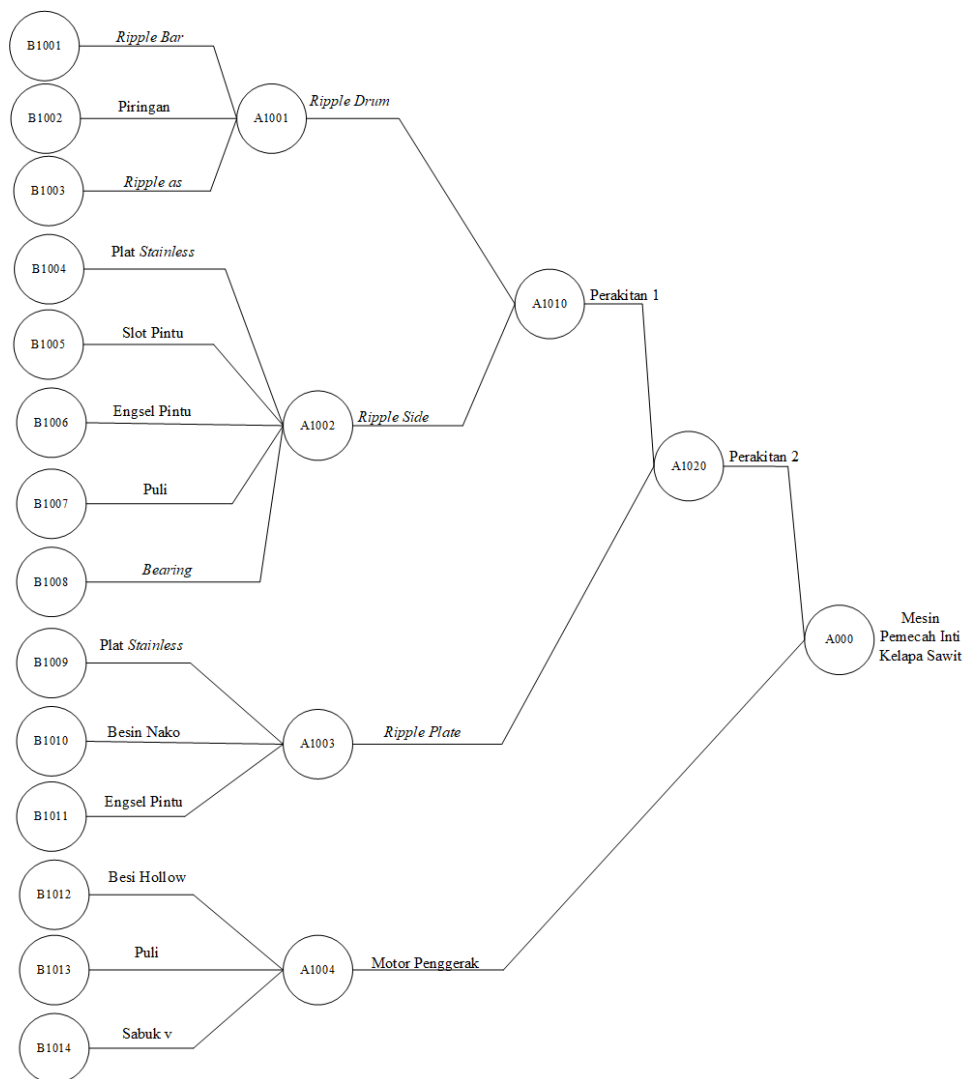 B1001
Ripple Bar
B1002
Piringan
B1003
Ripple as
A1001
Ripple Drum
B1004
Plat Stainless
B1005
Slot Pintu
B1006
Engsel Pintu
B1007
Puli
B1008
Bearing
A1002
Ripple Side
A1010
Perakitan 1
B1009
Plat Stainless
B1010
Besin Nako
B1011
Engsel Pintu
A1003
Ripple Plate
A1020
Perakitan 2
B1012
Besi Hollow
B1013
Puli
B1014
Sabuk v
A1004
Motor Penggerak
A000
Mesin
Pemecah Inti
Kelapa Sawit